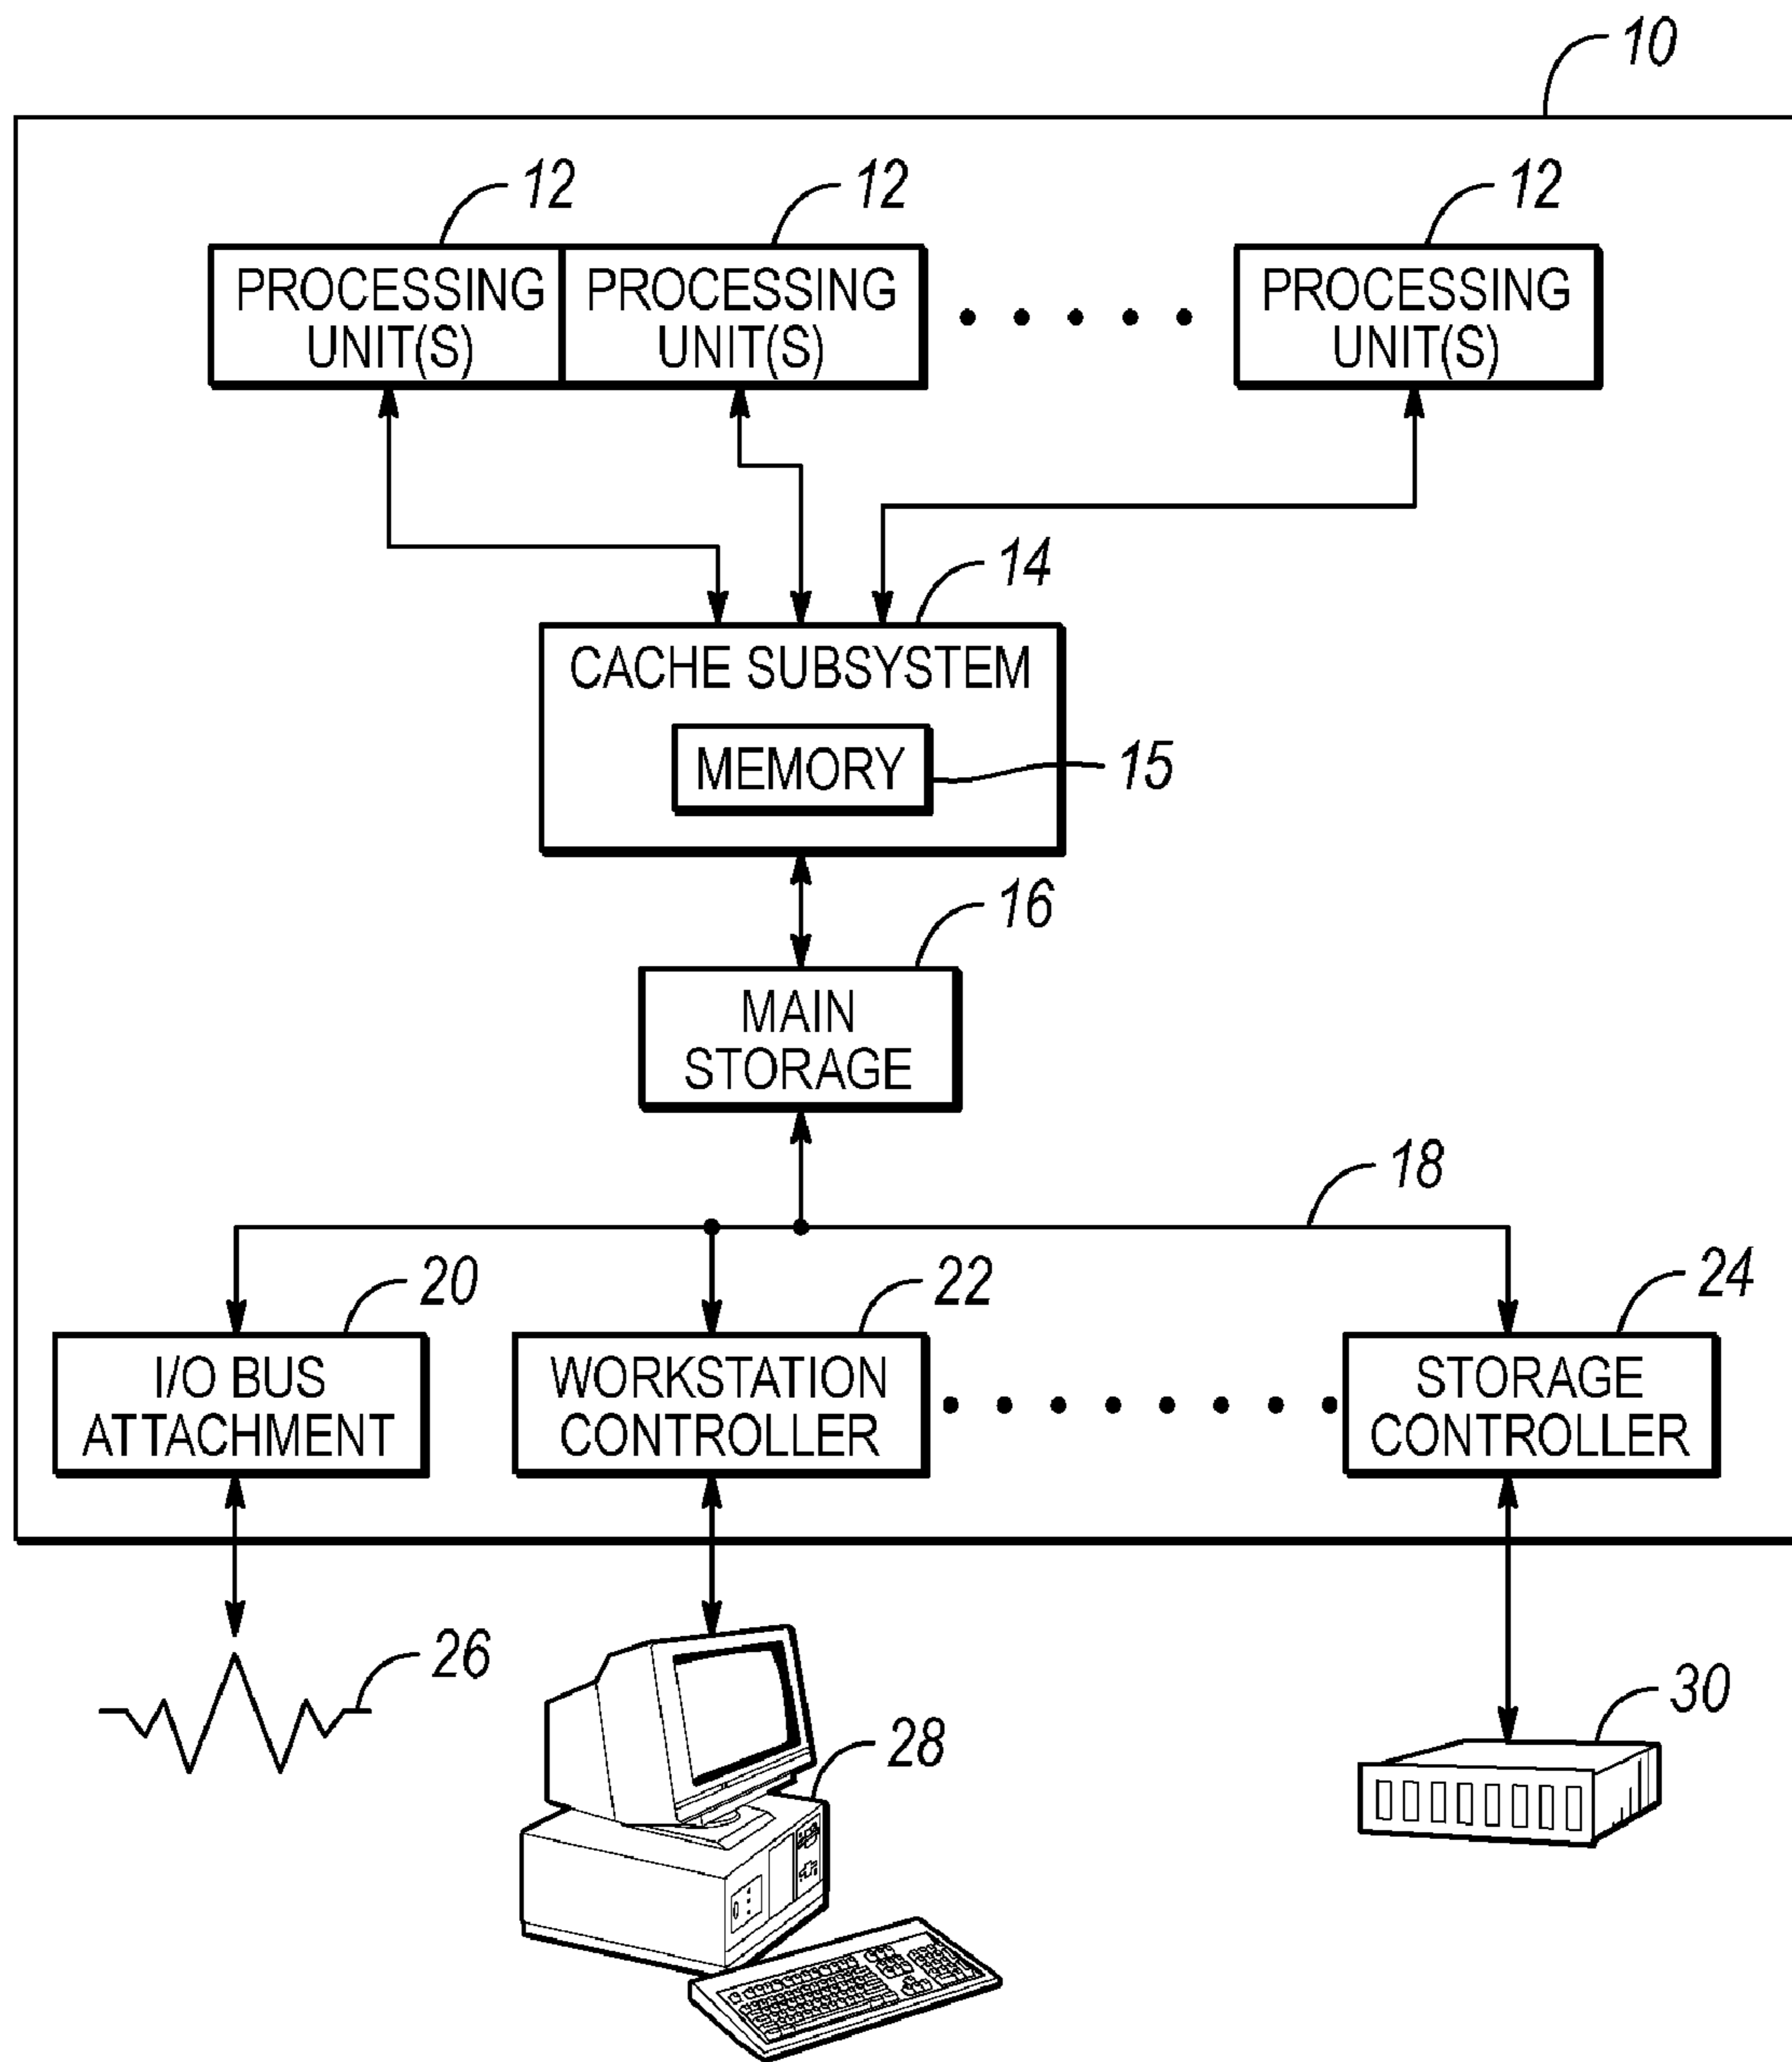 10
12
12
12
PROCESSING
UNIT(S)
PROCESSING
UNIT(S)
PROCESSING
UNIT(S)
14
CACHE SUBSYSTEM
MEMORY
15
16
MAIN
STORAGE
18
20
22
24
I/O BUS
ATTACHMENT
WORKSTATION
CONTROLLER
STORAGE
CONTROLLER
26
28
30